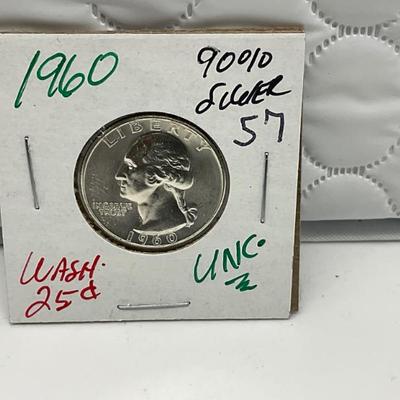 1960
90%
SILVER
57
LIBERTY
IN GOD WE
TRUST
1960
WASH.
25¢
UNC.